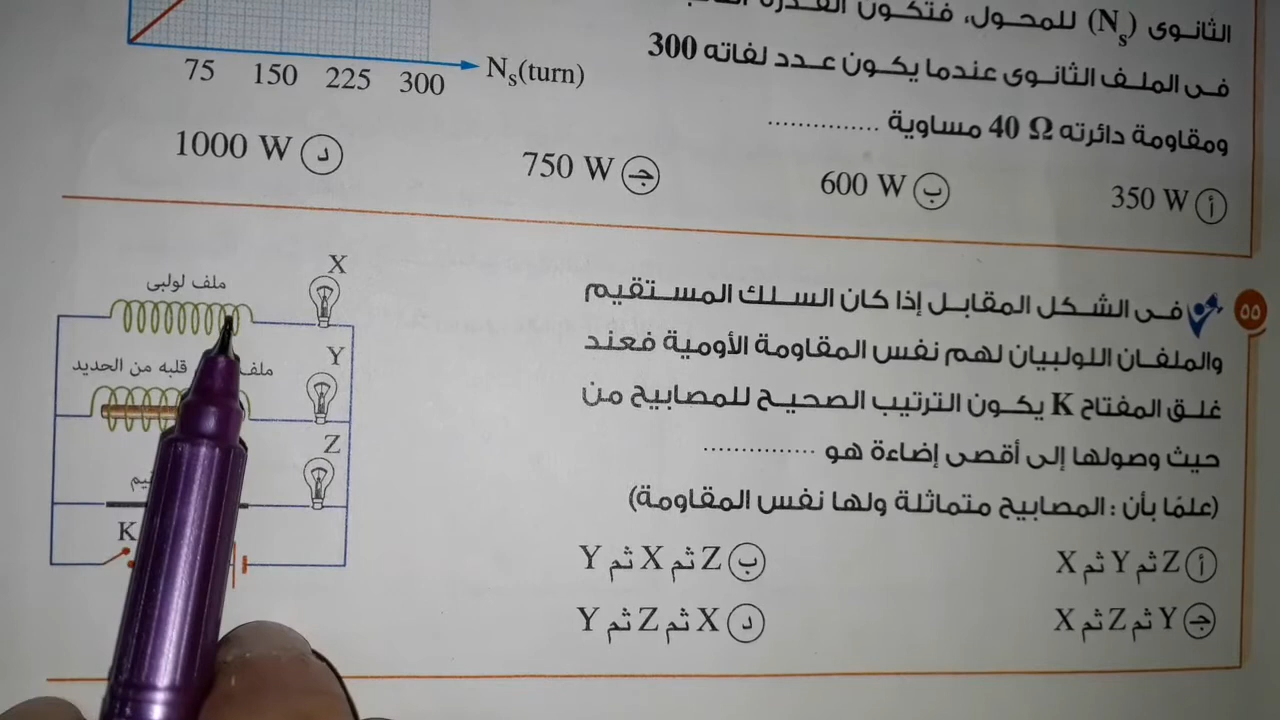 الثانوى (Nₛ) للمحول، فتكون
فى الملف الثانوى عندما يكون عدد لفاته 300
ومقاومة دائرته 40 Ω مساوية ...............
75 150 225 300 Nₛ(turn)
أ 350 W
ب 600 W
جـ 750 W
د 1000 W
٥٥ فى الشكل المقابل إذا كان السلك المستقيم
والملفان اللولبيان لهم نفس المقاومة الأومية فعند
غلق المفتاح K يكون الترتيب الصحيح للمصابيح من
حيث وصولها إلى أقصى إضاءة هو ...............
(علمًا بأن : المصابيح متماثلة ولها نفس المقاومة)
أ Z ثم Y ثم X
ب Z ثم X ثم Y
جـ Y ثم Z ثم X
د X ثم Z ثم Y
X
ملف لولبى
Y
ملف قلبه من الحديد
Z
K